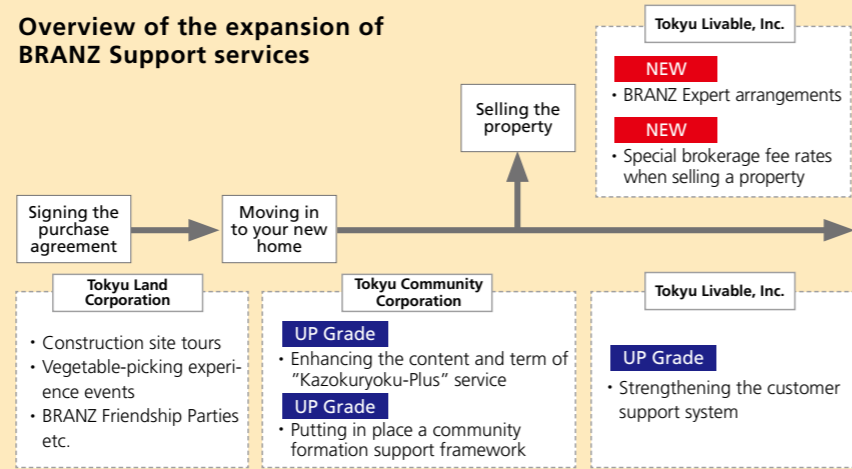 Overview of the expansion of
BRANZ Support services
Tokyu Livable, Inc.
NEW
・BRANZ Expert arrangements
NEW
・Special brokerage fee rates
when selling a property
Selling the
property
Signing the
purchase
agreement
Moving in
to your new
home
Tokyu Land
Corporation
・Construction site tours
・Vegetable-picking experi-
ence events
・BRANZ Friendship Parties
etc.
Tokyu Community
Corporation
UP Grade
・Enhancing the content and term of
"Kazokuryoku-Plus" service
UP Grade
・Putting in place a community
formation support framework
Tokyu Livable, Inc.
UP Grade
・Strengthening the customer
support system